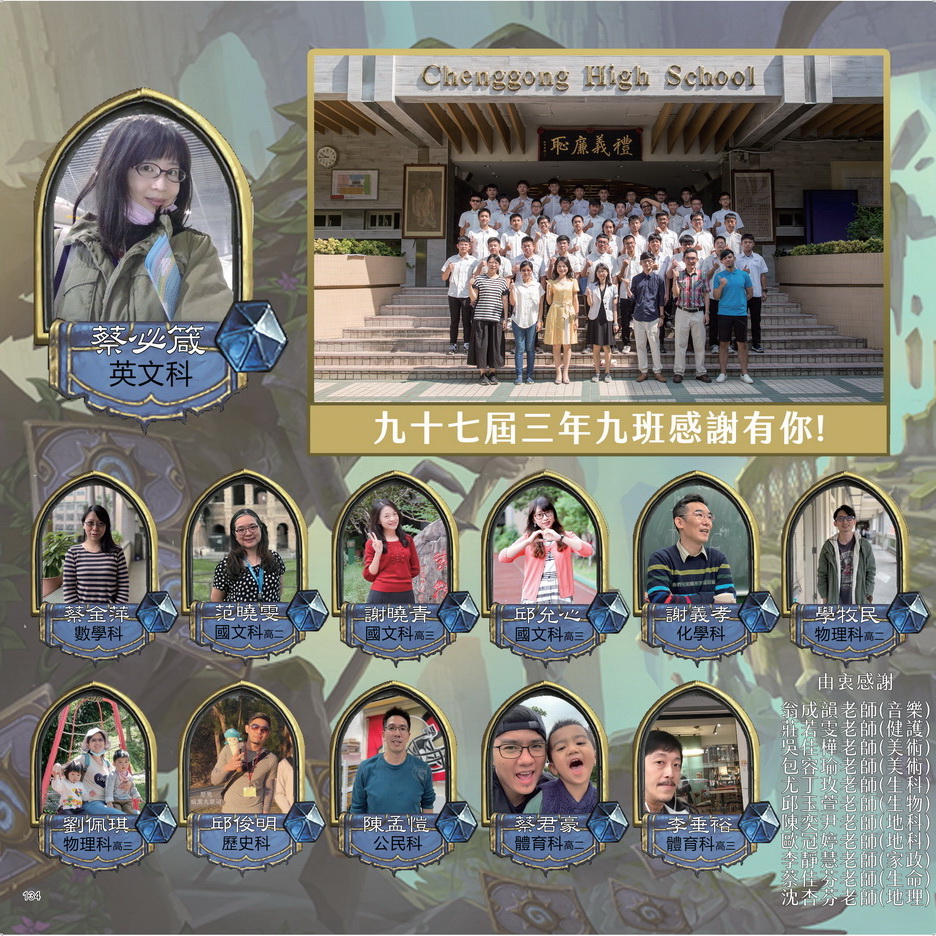 Chenggong High School
恥廉義禮
蔡必箴
英文科
九十七屆三年九班感謝有你!
蔡金萍
數學科
范曉雯
國文科高二
謝曉青
國文科高三
邱允心
國文科高三
謝義孝
化學科
學牧民
物理科高二
劉佩琪
物理科高三
邱俊明
歷史科
陳孟愷
公民科
蔡君豪
體育科高二
李垂裕
體育科高三
由衷感謝
翁成韻老師(音樂)
莊若雯老師(健護)
吳佳樺老師(美術)
包容瑜老師(美術)
尤丁玫老師(生科)
邱玉萱老師(生物)
陳奕尹老師(地科)
歐冠婷老師(地科)
李靜慧老師(家政)
蔡佳芬老師(生命)
沈杏芬老師(地理)
134